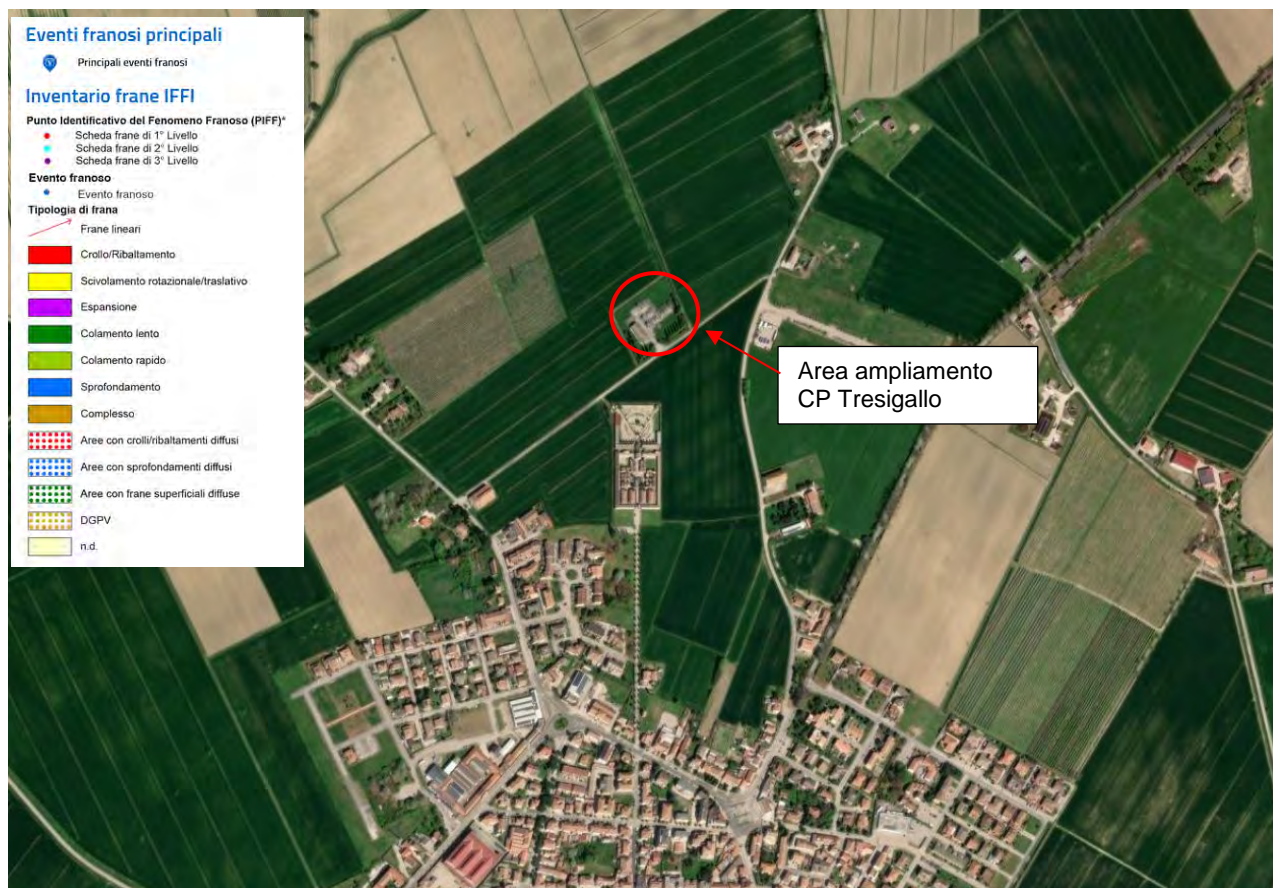 Eventi franosi principali
Principali eventi franosi
Inventario frane IFFI
Punto Identificativo del Fenomeno Franoso (PIFF)*
Scheda frane di 1° Livello
Scheda frane di 2° Livello
Scheda frane di 3° Livello
Evento franoso
Evento franoso
Tipologia di frana
Frane lineari
Crollo/Ribaltamento
Scivolamento rotazionale/traslativo
Espansione
Colamento lento
Colamento rapido
Sprofondamento
Complesso
Aree con crolli/ribaltamenti diffusi
Aree con sprofondamenti diffusi
Aree con frane superficiali diffuse
DGPV
n.d.
Area ampliamento
CP Tresigallo